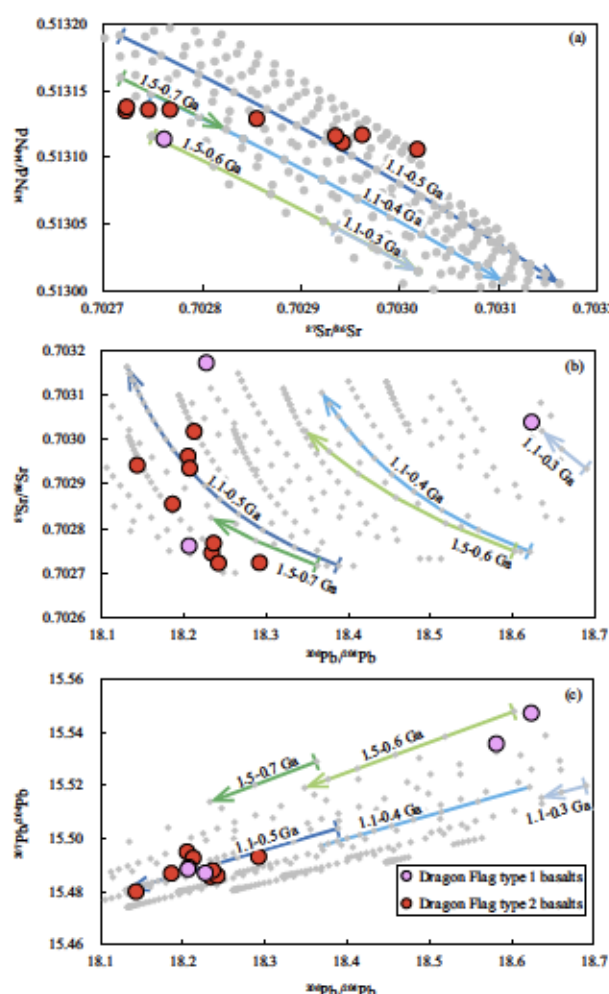 (a)
0.51320
0.51315
0.51310
0.51305
0.51300
1.5-0.7 Ga
1.5-0.6 Ga
1.1-0.5 Ga
1.1-0.4 Ga
1.1-0.3 Ga
0.7027
0.7028
0.7029
0.7030
0.7031
0.703
⁸⁷Sr/⁸⁶Sr
(b)
⁸⁷Sr/⁸⁶Sr
0.7032
0.7031
0.7030
0.7029
0.7028
0.7027
0.7026
1.1-0.5 Ga
1.5-0.7 Ga
1.1-0.4 Ga
1.5-0.6 Ga
1.1-0.3 Ga
18.1
18.2
18.3
18.4
18.5
18.6
18.7
²⁰⁶Pb/²⁰⁴Pb
(c)
15.56
15.54
15.52
15.50
15.48
15.46
1.5-0.7 Ga
1.5-0.6 Ga
1.1-0.5 Ga
1.1-0.4 Ga
1.1-0.3 Ga
Dragon Flag type 1 basalts
Dragon Flag type 2 basalts
18.1
18.2
18.3
18.4
18.5
18.6
18.7
²⁰⁶Pb/²⁰⁴Pb